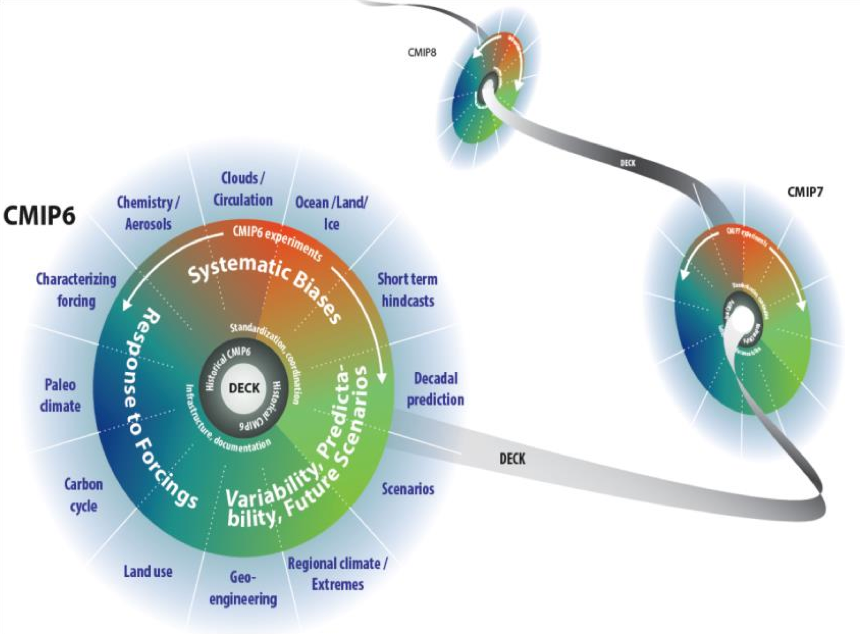 CMIP8
DECK
CMIP7
CMIP6
Clouds /
Circulation
Chemistry /
Aerosols
Ocean /Land/
Ice
CMIP6 experiments
Systematic Biases
Characterizing
forcing
Short term
hindcasts
Response to Forcings
Standardization, coordination
Historical CMIP6
DECK
Historical CMIP6
Infrastructure, documentation
Variability, Predicta-
bility, Future Scenarios
Paleo
climate
Decadal
prediction
DECK
Carbon
cycle
Scenarios
Land use
Geo-
engineering
Regional climate /
Extremes